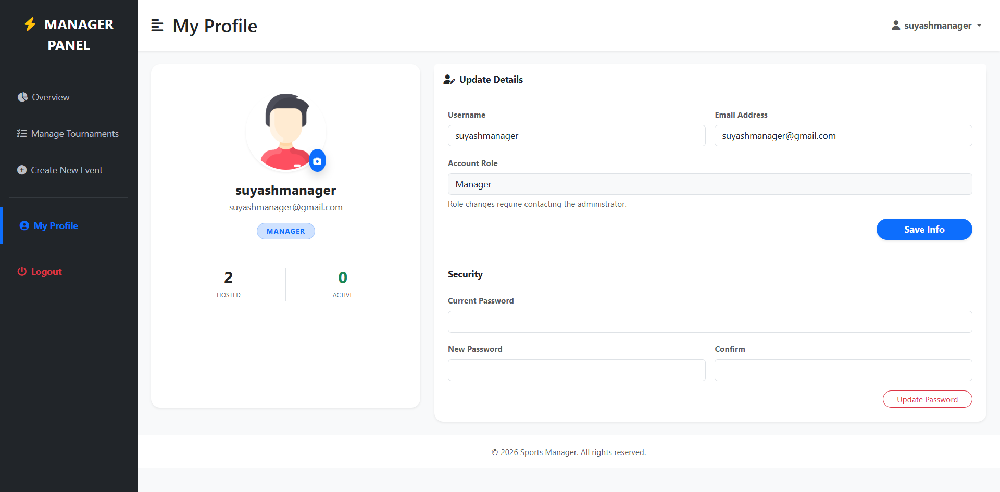 MANAGER
PANEL
Overview
Manage Tournaments
Create New Event
My Profile
Logout
My Profile
suyashmanager
suyashmanager
suyashmanager@gmail.com
MANAGER
2
HOSTED
0
ACTIVE
Update Details
Username
Email Address
suyashmanager
suyashmanager@gmail.com
Account Role
Manager
Role changes require contacting the administrator.
Save Info
Security
Current Password
New Password
Confirm
Update Password
© 2026 Sports Manager. All rights reserved.